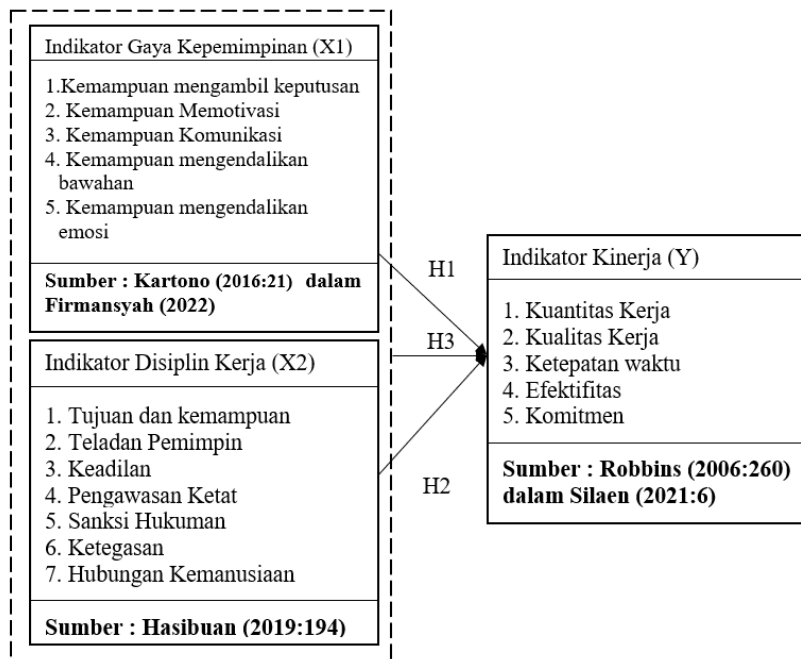 Indikator Gaya Kepemimpinan (X1)
1.Kemampuan mengambil keputusan
2. Kemampuan Memotivasi
3. Kemampuan Komunikasi
4. Kemampuan mengendalikan
bawahan
5. Kemampuan mengendalikan
emosi
Sumber : Kartono (2016:21) dalam
Firmansyah (2022)
Indikator Disiplin Kerja (X2)
1. Tujuan dan kemampuan
2. Teladan Pemimpin
3. Keadilan
4. Pengawasan Ketat
5. Sanksi Hukuman
6. Ketegasan
7. Hubungan Kemanusiaan
Sumber : Hasibuan (2019:194)
H1
H3
H2
Indikator Kinerja (Y)
1. Kuantitas Kerja
2. Kualitas Kerja
3. Ketepatan waktu
4. Efektifitas
5. Komitmen
Sumber : Robbins (2006:260)
dalam Silaen (2021:6)